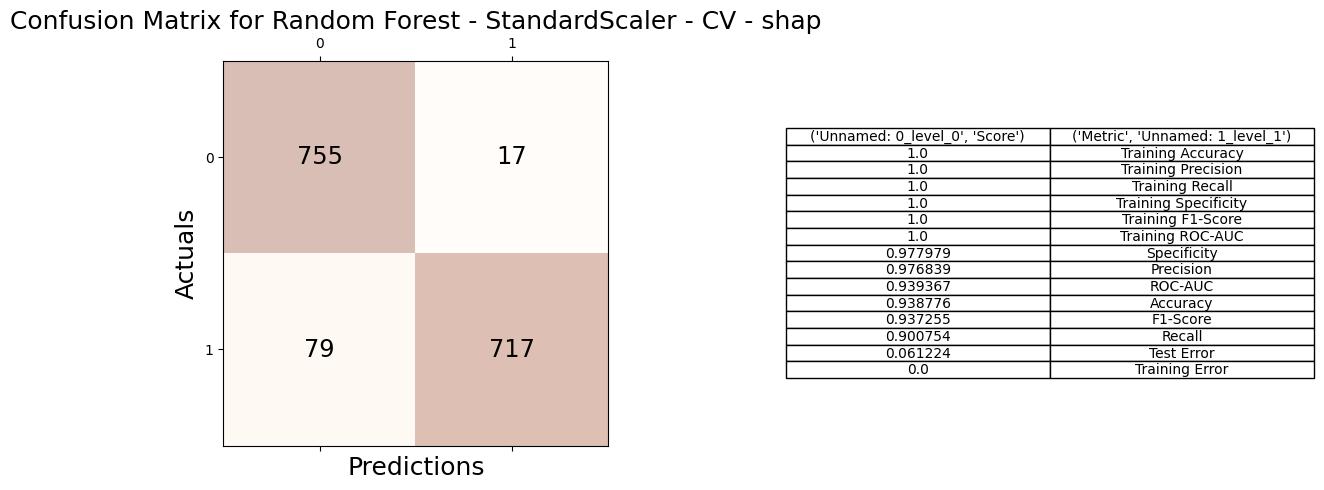 Confusion Matrix for Random Forest - StandardScaler - CV - shap
0 1
0 755 17
1 79 717
Actuals
Predictions
('Unnamed: 0_level_0', 'Score') ('Metric', 'Unnamed: 1_level_1')
1.0 Training Accuracy
1.0 Training Precision
1.0 Training Recall
1.0 Training Specificity
1.0 Training F1-Score
1.0 Training ROC-AUC
0.977979 Specificity
0.976839 Precision
0.939367 ROC-AUC
0.938776 Accuracy
0.937255 F1-Score
0.900754 Recall
0.061224 Test Error
0.0 Training Error